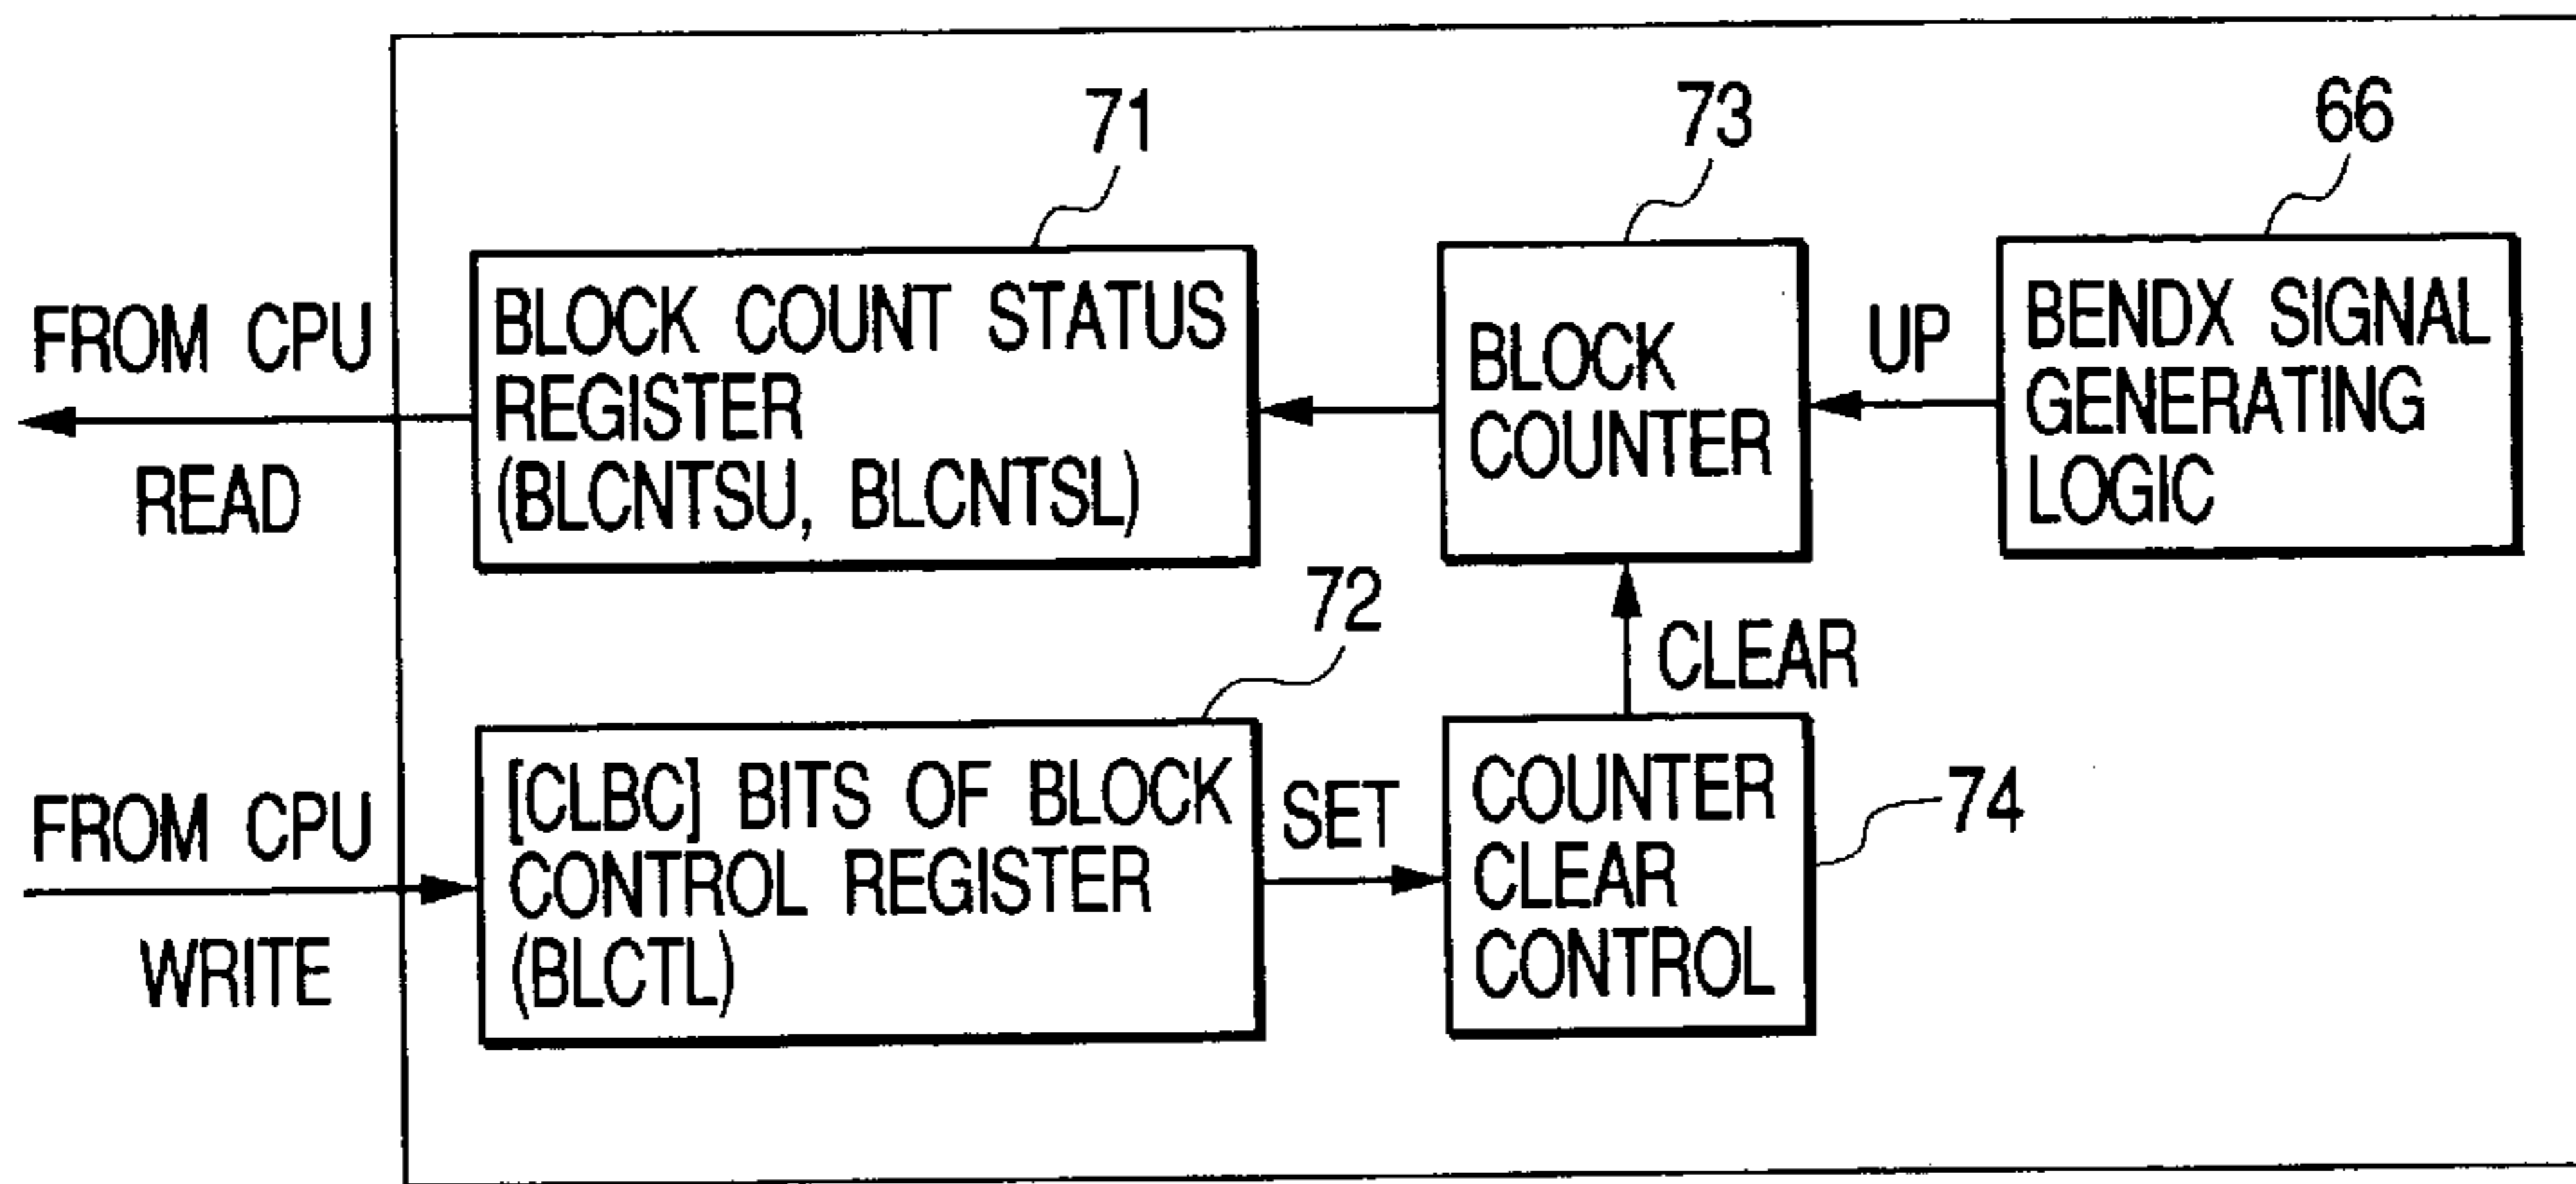 71
73
66
FROM CPU
READ
BLOCK COUNT STATUS
REGISTER
(BLCNTSU, BLCNTSL)
BLOCK
COUNTER
UP
BENDX SIGNAL
GENERATING
LOGIC
72
CLEAR
FROM CPU
WRITE
[CLBC] BITS OF BLOCK
CONTROL REGISTER
(BLCTL)
SET
COUNTER
CLEAR
CONTROL
74